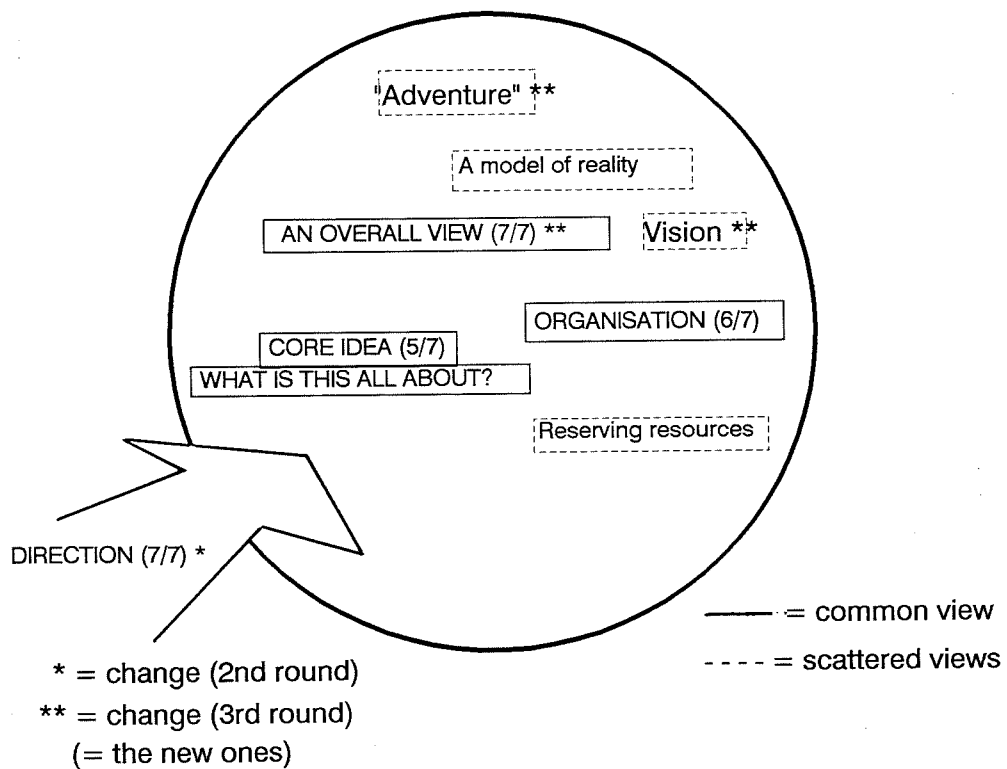 "Adventure" **
A model of reality
AN OVERALL VIEW (7/7) **
Vision **
ORGANISATION (6/7)
CORE IDEA (5/7)
WHAT IS THIS ALL ABOUT?
Reserving resources
DIRECTION (7/7) *
= common view
= scattered views
* = change (2nd round)
** = change (3rd round)
(= the new ones)